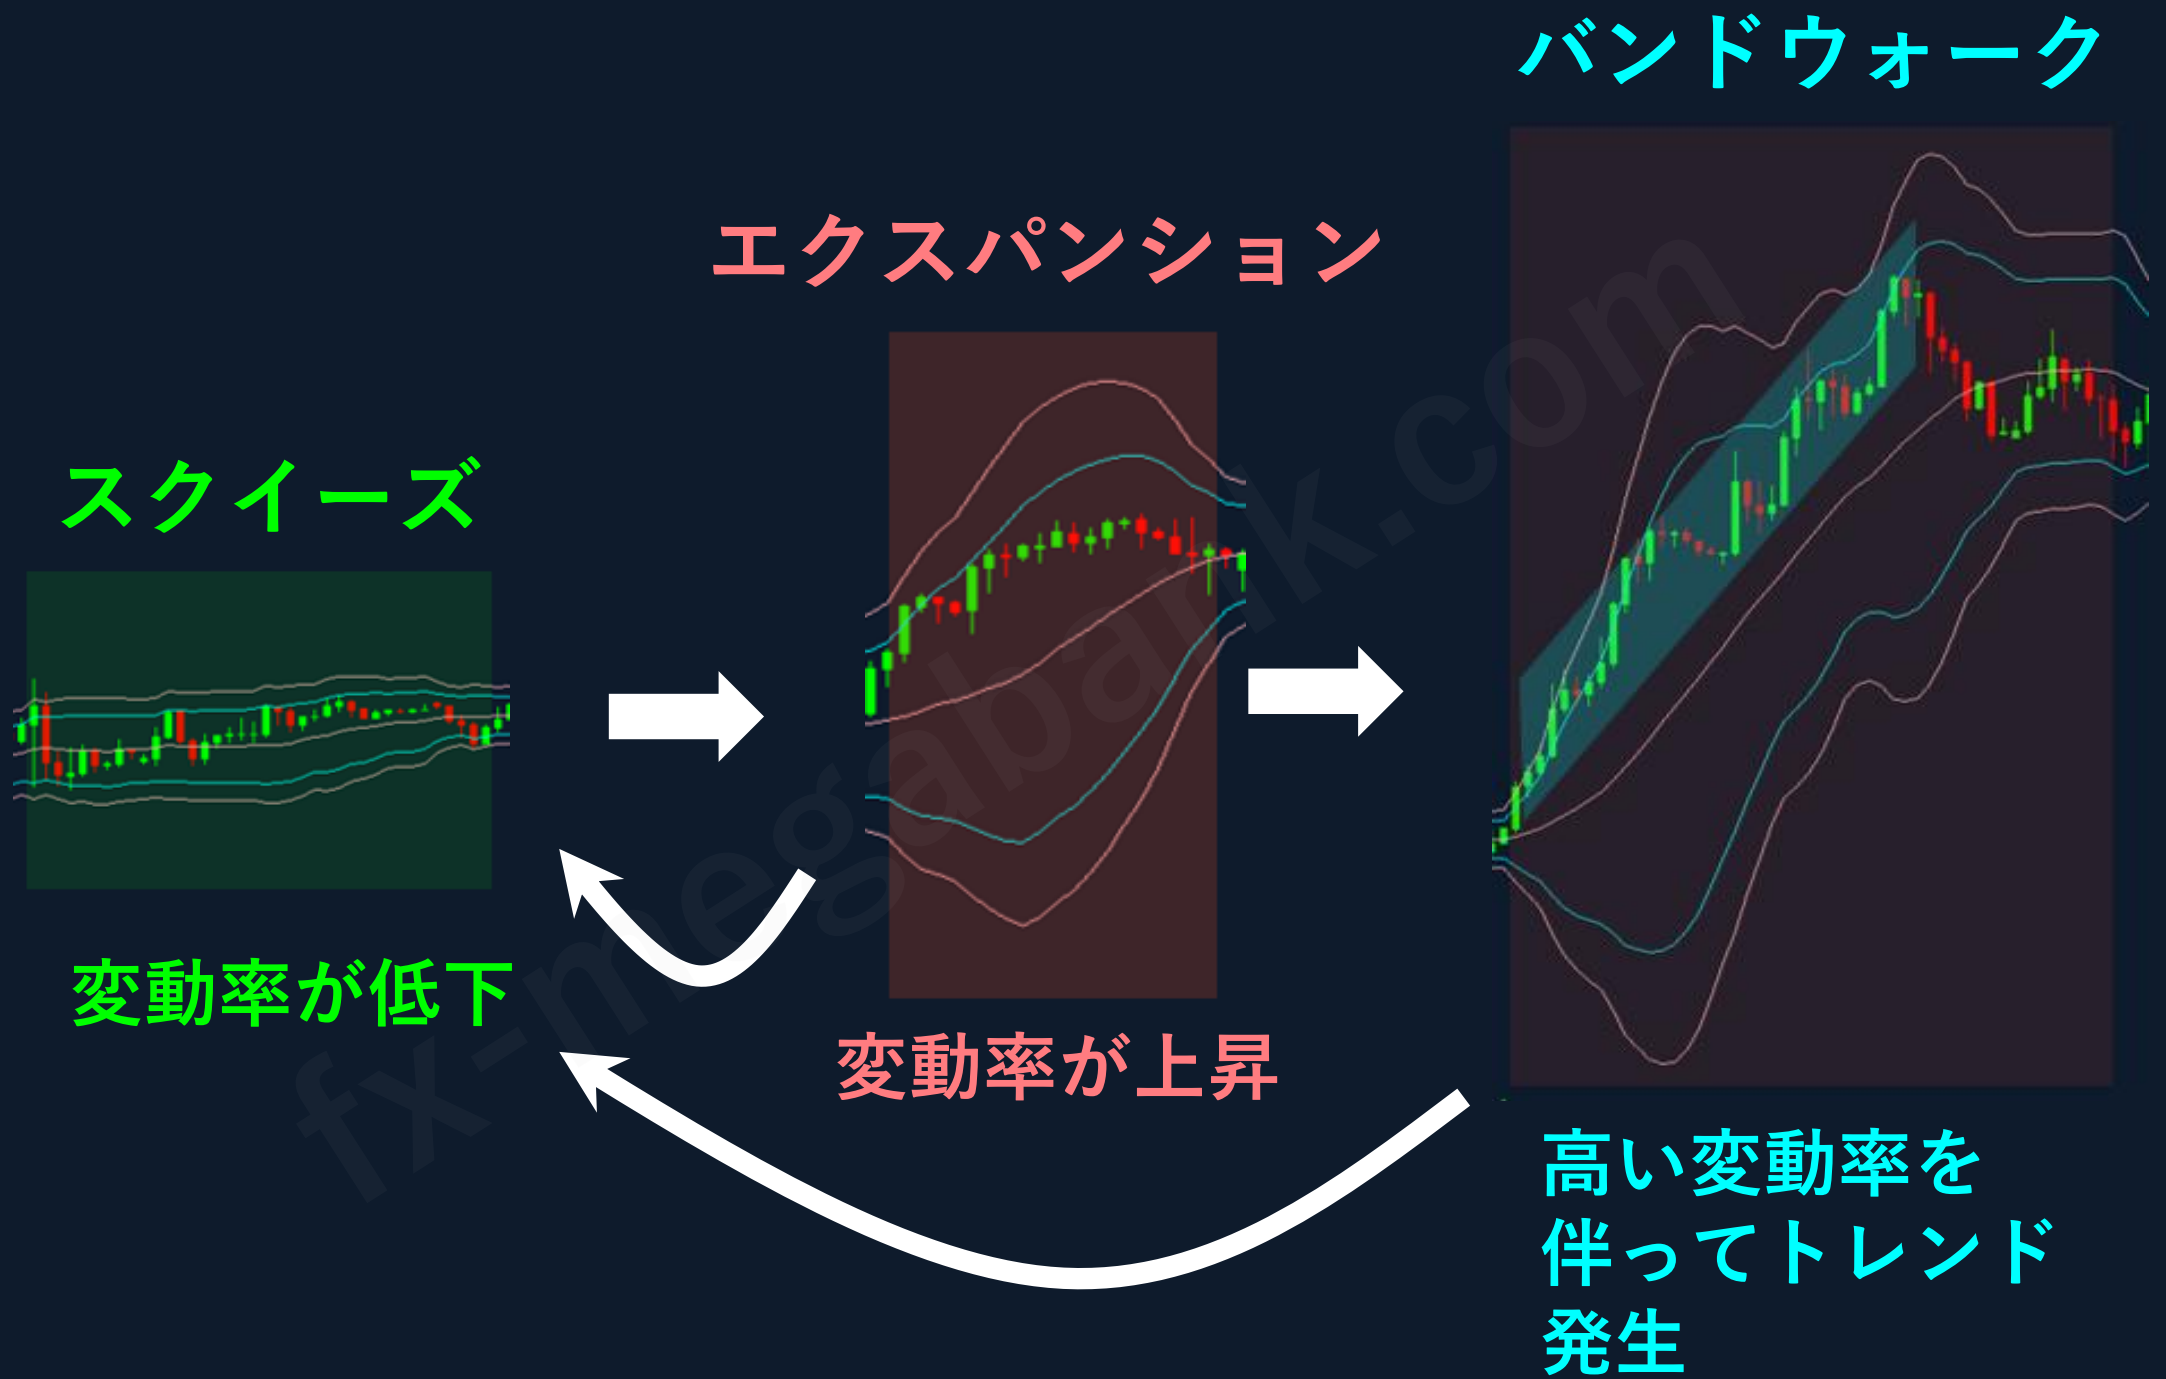 バンドウォーク
エクスパンション
スクイーズ
変動率が低下
変動率が上昇
高い変動率を
伴ってトレンド
発生
fx-megabank.com